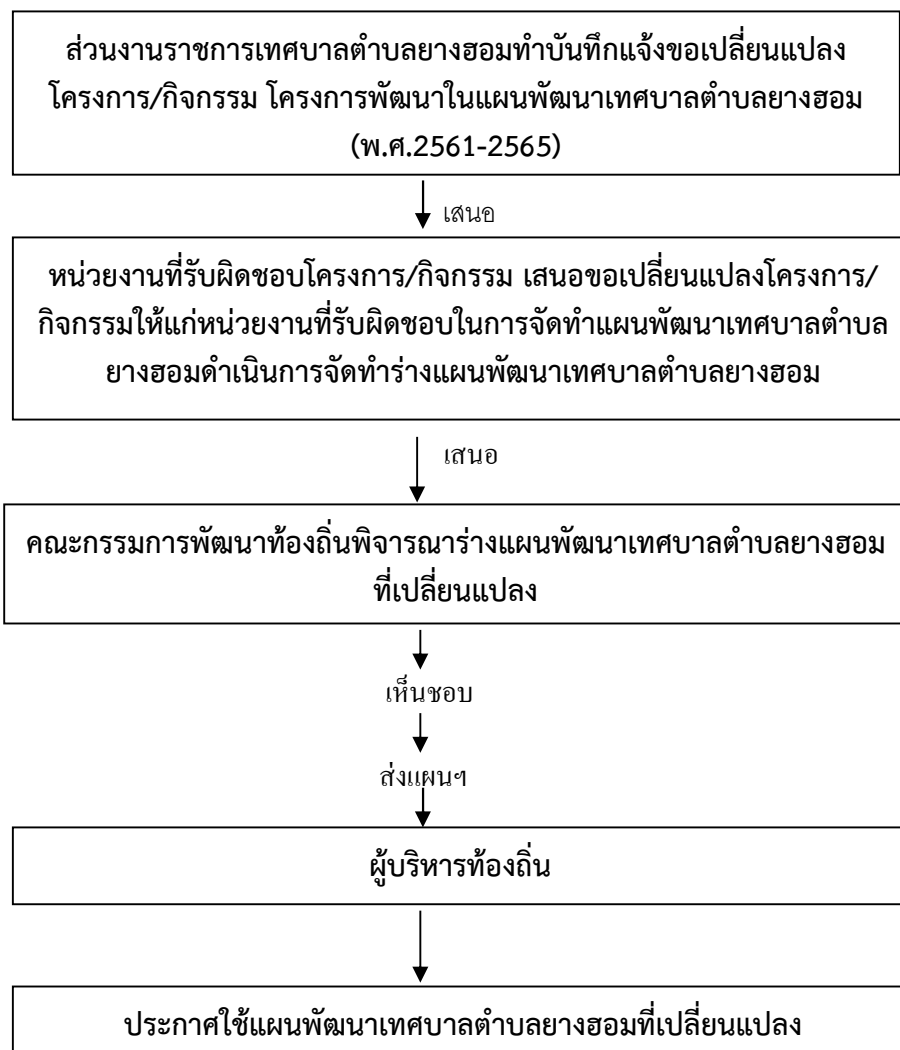 ส่วนงานราชการเทศบาลตำบลยางฮอมทำบันทึกแจ้งขอเปลี่ยนแปลง
โครงการ/กิจกรรม โครงการพัฒนาในแผนพัฒนาเทศบาลตำบลยางฮอม
(พ.ศ.2561-2565)
เสนอ
หน่วยงานที่รับผิดชอบโครงการ/กิจกรรม เสนอขอเปลี่ยนแปลงโครงการ/
กิจกรรมให้แก่หน่วยงานที่รับผิดชอบในการจัดทำแผนพัฒนาเทศบาลตำบล
ยางฮอมดำเนินการจัดทำร่างแผนพัฒนาเทศบาลตำบลยางฮอม
เสนอ
คณะกรรมการพัฒนาท้องถิ่นพิจารณาร่างแผนพัฒนาเทศบาลตำบลยางฮอม
ที่เปลี่ยนแปลง
เห็นชอบ
ส่งแผนฯ
ผู้บริหารท้องถิ่น
ประกาศใช้แผนพัฒนาเทศบาลตำบลยางฮอมที่เปลี่ยนแปลง